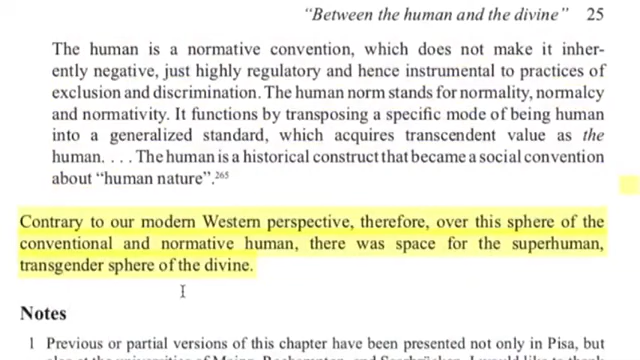 "Between the human and the divine" 25
The human is a normative convention, which does not make it inher-
ently negative, just highly regulatory and hence instrumental to practices of
exclusion and discrimination. The human norm stands for normality, normalcy
and normativity. It functions by transposing a specific mode of being human
into a generalized standard, which acquires transcendent value as the
human. . . . The human is a historical construct that became a social convention
about "human nature".265
Contrary to our modern Western perspective, therefore, over this sphere of the
conventional and normative human, there was space for the superhuman,
transgender sphere of the divine.
Notes
1 Previous or partial versions of this chapter have been presented not only in Pisa, but